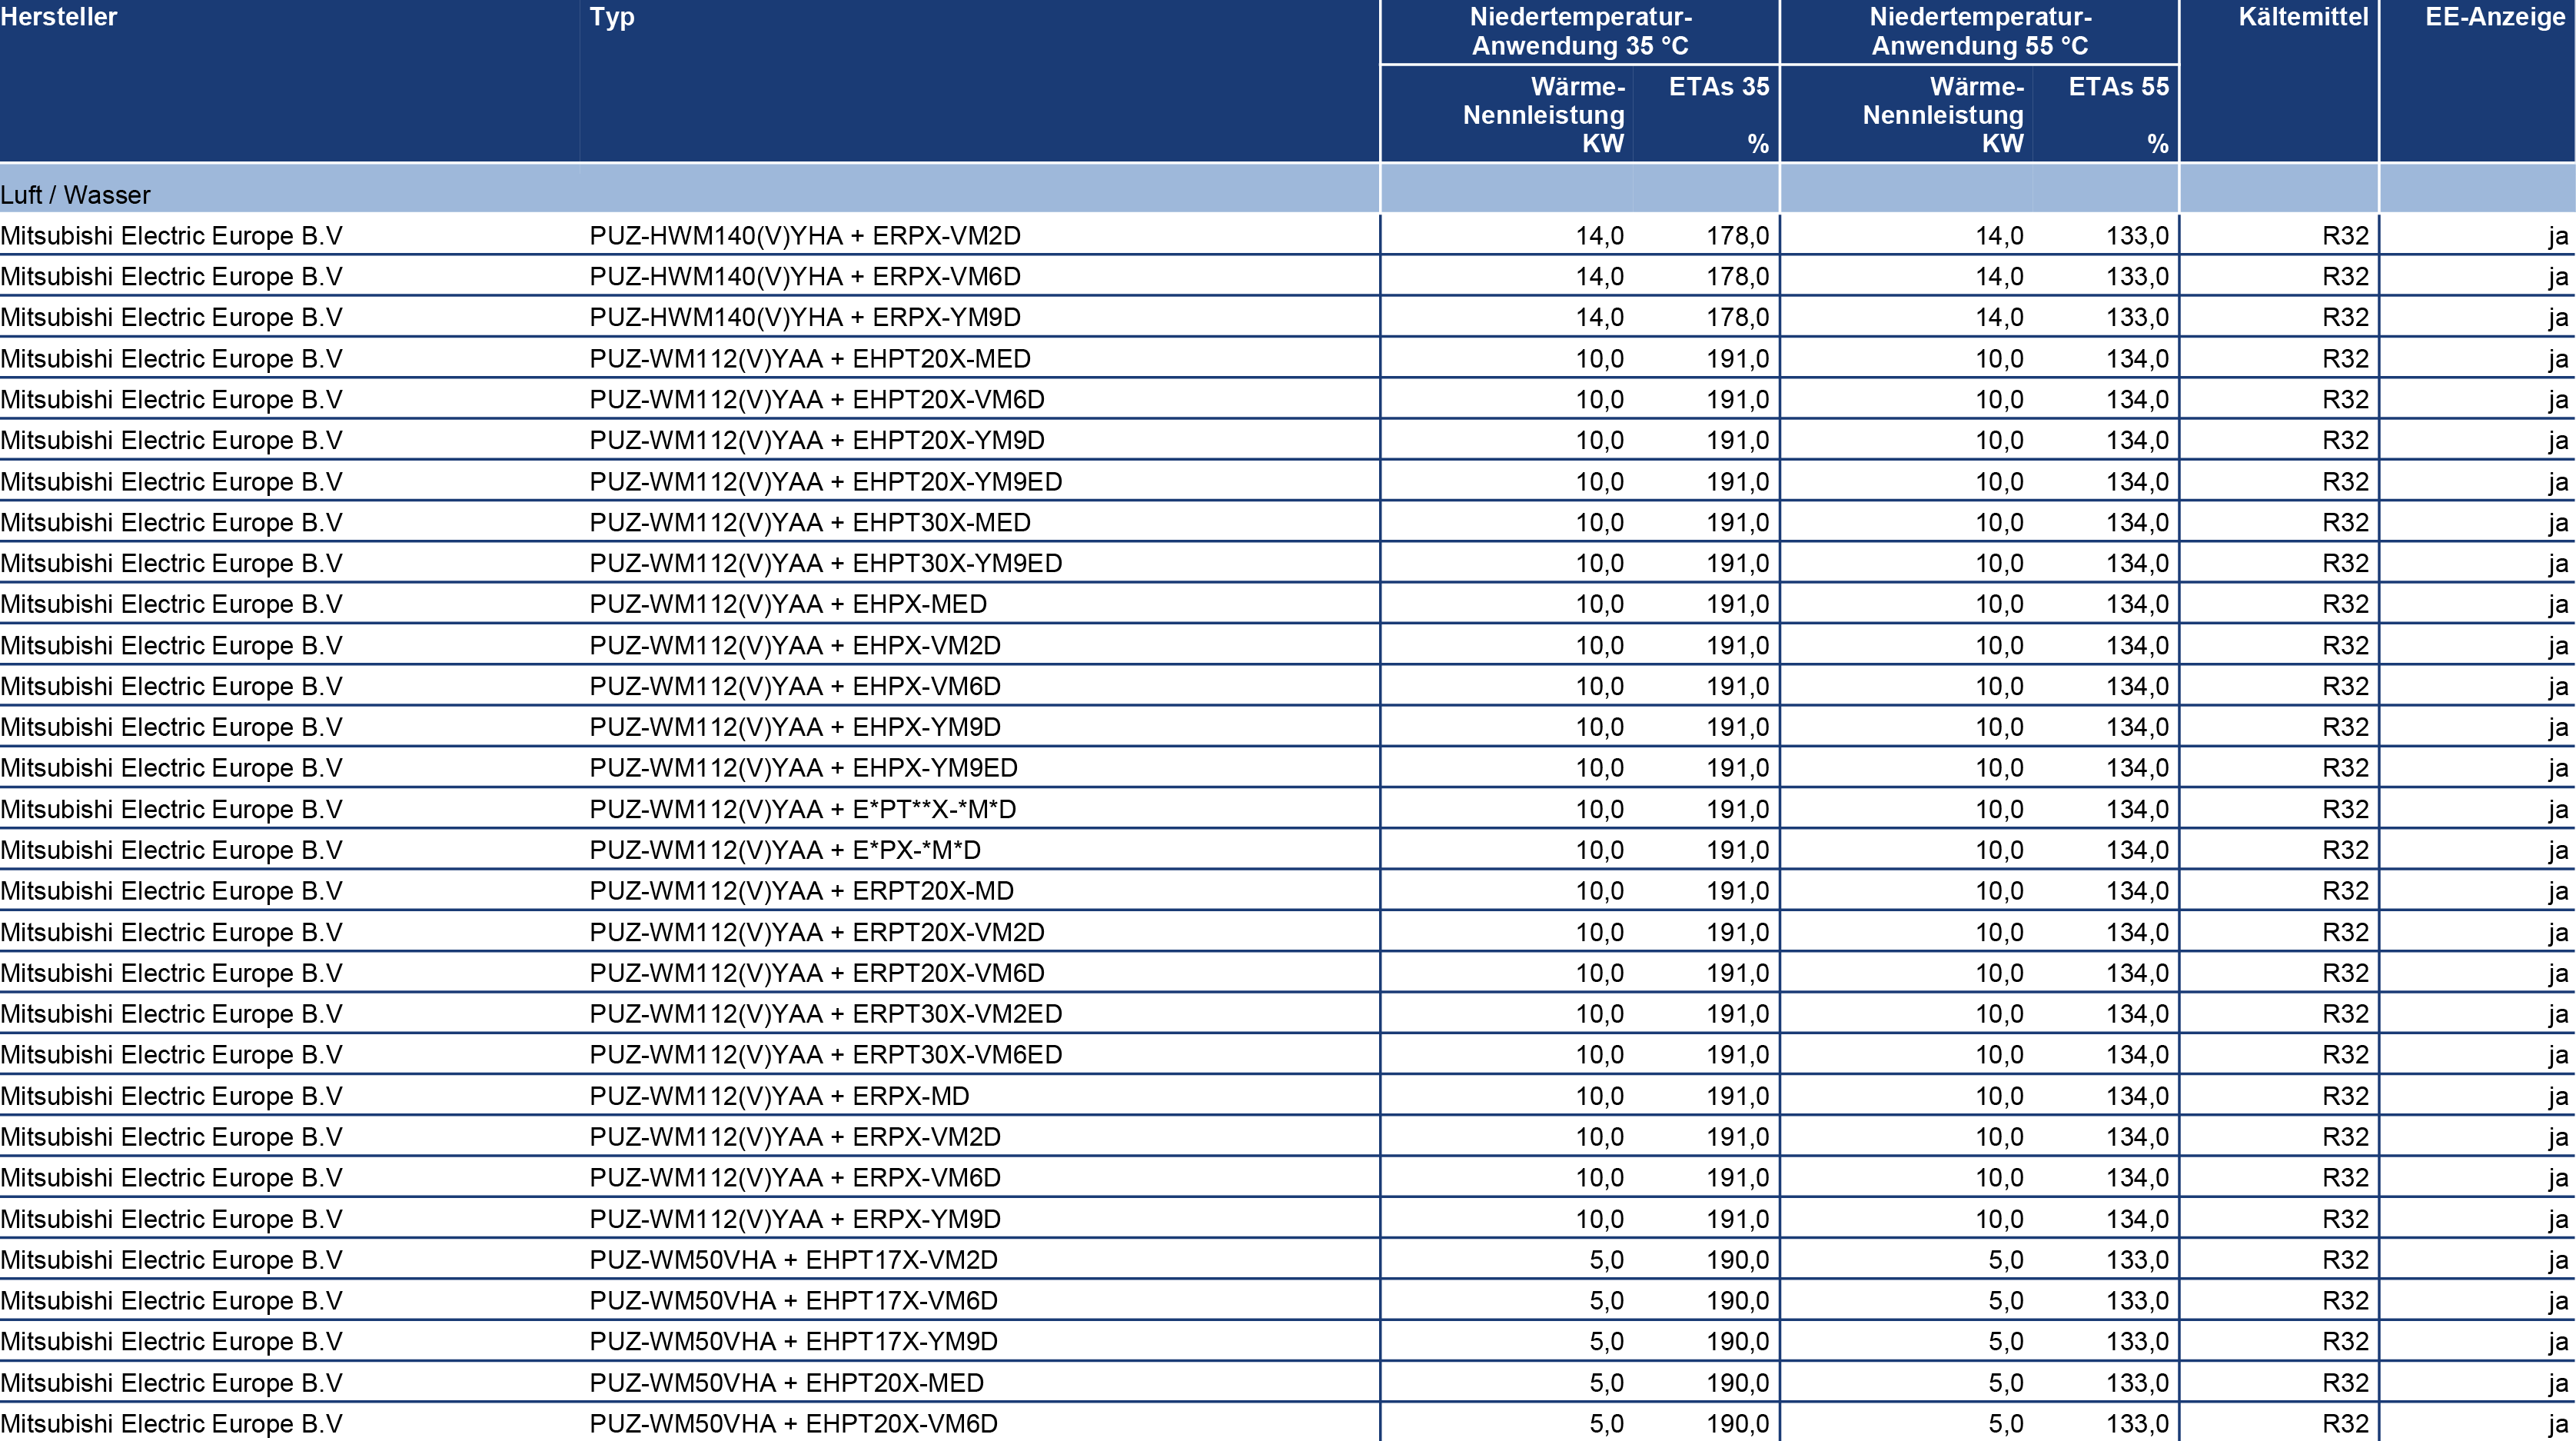 Hersteller Typ Niedertemperatur- Niedertemperatur- Kältemittel EE-Anzeige
Anwendung 35 °C Anwendung 55 °C
Wärme- ETAs 35 Wärme- ETAs 55
Nennleistung Nennleistung
KW % KW %
Luft / Wasser
Mitsubishi Electric Europe B.V PUZ-HWM140(V)YHA + ERPX-VM2D 14,0 178,0 14,0 133,0 R32 ja
Mitsubishi Electric Europe B.V PUZ-HWM140(V)YHA + ERPX-VM6D 14,0 178,0 14,0 133,0 R32 ja
Mitsubishi Electric Europe B.V PUZ-HWM140(V)YHA + ERPX-YM9D 14,0 178,0 14,0 133,0 R32 ja
Mitsubishi Electric Europe B.V PUZ-WM112(V)YAA + EHPT20X-MED 10,0 191,0 10,0 134,0 R32 ja
Mitsubishi Electric Europe B.V PUZ-WM112(V)YAA + EHPT20X-VM6D 10,0 191,0 10,0 134,0 R32 ja
Mitsubishi Electric Europe B.V PUZ-WM112(V)YAA + EHPT20X-YM9D 10,0 191,0 10,0 134,0 R32 ja
Mitsubishi Electric Europe B.V PUZ-WM112(V)YAA + EHPT20X-YM9ED 10,0 191,0 10,0 134,0 R32 ja
Mitsubishi Electric Europe B.V PUZ-WM112(V)YAA + EHPT30X-MED 10,0 191,0 10,0 134,0 R32 ja
Mitsubishi Electric Europe B.V PUZ-WM112(V)YAA + EHPT30X-YM9ED 10,0 191,0 10,0 134,0 R32 ja
Mitsubishi Electric Europe B.V PUZ-WM112(V)YAA + EHPX-MED 10,0 191,0 10,0 134,0 R32 ja
Mitsubishi Electric Europe B.V PUZ-WM112(V)YAA + EHPX-VM2D 10,0 191,0 10,0 134,0 R32 ja
Mitsubishi Electric Europe B.V PUZ-WM112(V)YAA + EHPX-VM6D 10,0 191,0 10,0 134,0 R32 ja
Mitsubishi Electric Europe B.V PUZ-WM112(V)YAA + EHPX-YM9D 10,0 191,0 10,0 134,0 R32 ja
Mitsubishi Electric Europe B.V PUZ-WM112(V)YAA + EHPX-YM9ED 10,0 191,0 10,0 134,0 R32 ja
Mitsubishi Electric Europe B.V PUZ-WM112(V)YAA + E*PT**X-*M*D 10,0 191,0 10,0 134,0 R32 ja
Mitsubishi Electric Europe B.V PUZ-WM112(V)YAA + E*PX-*M*D 10,0 191,0 10,0 134,0 R32 ja
Mitsubishi Electric Europe B.V PUZ-WM112(V)YAA + ERPT20X-MD 10,0 191,0 10,0 134,0 R32 ja
Mitsubishi Electric Europe B.V PUZ-WM112(V)YAA + ERPT20X-VM2D 10,0 191,0 10,0 134,0 R32 ja
Mitsubishi Electric Europe B.V PUZ-WM112(V)YAA + ERPT20X-VM6D 10,0 191,0 10,0 134,0 R32 ja
Mitsubishi Electric Europe B.V PUZ-WM112(V)YAA + ERPT30X-VM2ED 10,0 191,0 10,0 134,0 R32 ja
Mitsubishi Electric Europe B.V PUZ-WM112(V)YAA + ERPT30X-VM6ED 10,0 191,0 10,0 134,0 R32 ja
Mitsubishi Electric Europe B.V PUZ-WM112(V)YAA + ERPX-MD 10,0 191,0 10,0 134,0 R32 ja
Mitsubishi Electric Europe B.V PUZ-WM112(V)YAA + ERPX-VM2D 10,0 191,0 10,0 134,0 R32 ja
Mitsubishi Electric Europe B.V PUZ-WM112(V)YAA + ERPX-VM6D 10,0 191,0 10,0 134,0 R32 ja
Mitsubishi Electric Europe B.V PUZ-WM112(V)YAA + ERPX-YM9D 10,0 191,0 10,0 134,0 R32 ja
Mitsubishi Electric Europe B.V PUZ-WM50VHA + EHPT17X-VM2D 5,0 190,0 5,0 133,0 R32 ja
Mitsubishi Electric Europe B.V PUZ-WM50VHA + EHPT17X-VM6D 5,0 190,0 5,0 133,0 R32 ja
Mitsubishi Electric Europe B.V PUZ-WM50VHA + EHPT17X-YM9D 5,0 190,0 5,0 133,0 R32 ja
Mitsubishi Electric Europe B.V PUZ-WM50VHA + EHPT20X-MED 5,0 190,0 5,0 133,0 R32 ja
Mitsubishi Electric Europe B.V PUZ-WM50VHA + EHPT20X-VM6D 5,0 190,0 5,0 133,0 R32 ja